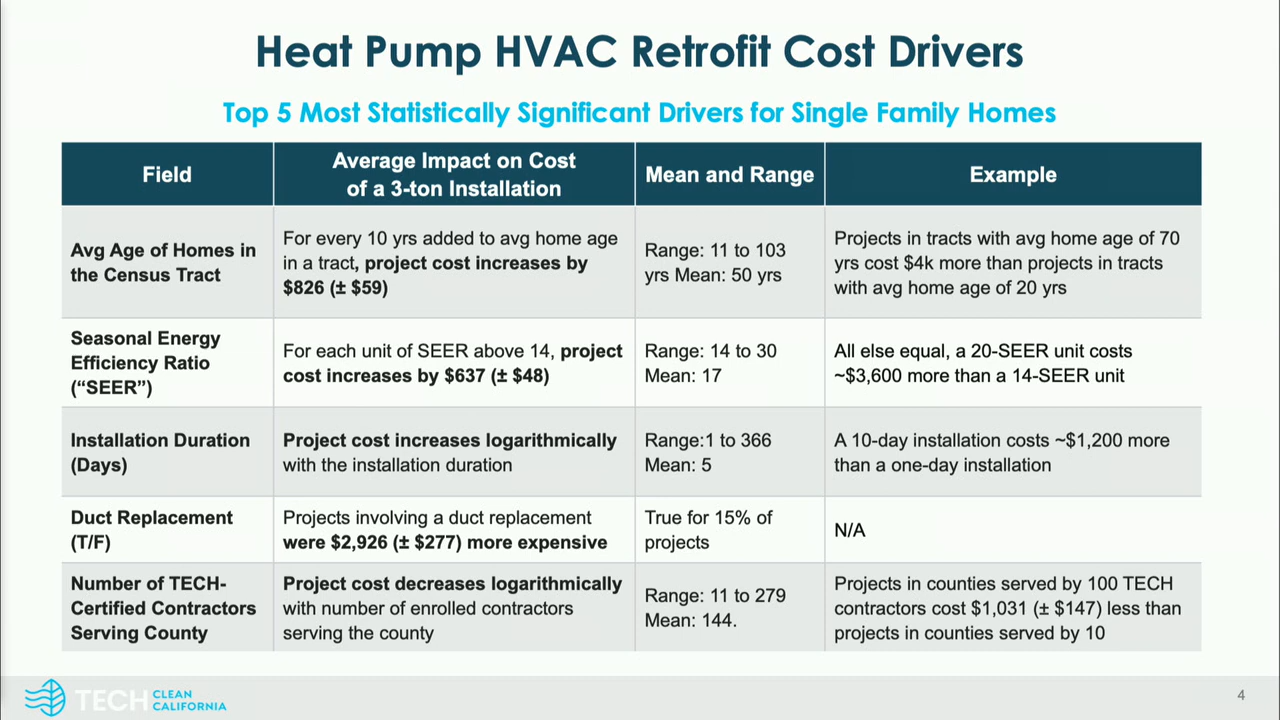 Heat Pump HVAC Retrofit Cost Drivers
Top 5 Most Statistically Significant Drivers for Single Family Homes
Field
Average Impact on Cost
of a 3-ton Installation
Mean and Range
Example
Avg Age of Homes in
the Census Tract
For every 10 yrs added to avg home age
in a tract, project cost increases by
$826 (± $59)
Range: 11 to 103
yrs Mean: 50 yrs
Projects in tracts with avg home age of 70
yrs cost $4k more than projects in tracts
with avg home age of 20 yrs
Seasonal Energy
Efficiency Ratio
(“SEER”)
For each unit of SEER above 14, project
cost increases by $637 (± $48)
Range: 14 to 30
Mean: 17
All else equal, a 20-SEER unit costs
~$3,600 more than a 14-SEER unit
Installation Duration
(Days)
Project cost increases logarithmically
with the installation duration
Range:1 to 366
Mean: 5
A 10-day installation costs ~$1,200 more
than a one-day installation
Duct Replacement
(T/F)
Projects involving a duct replacement
were $2,926 (± $277) more expensive
True for 15% of
projects
N/A
Number of TECH-
Certified Contractors
Serving County
Project cost decreases logarithmically
with number of enrolled contractors
serving the county
Range: 11 to 279
Mean: 144.
Projects in counties served by 100 TECH
contractors cost $1,031 (± $147) less than
projects in counties served by 10
TECH CLEAN
CALIFORNIA
4